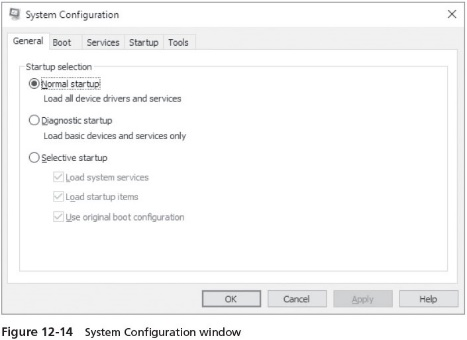 System Configuration
General Boot Services Startup Tools
Startup selection
Normal startup
Load all device drivers and services
Diagnostic startup
Load basic devices and services only
Selective startup
Load system services
Load startup items
Use original boot configuration
OK Cancel Apply Help
Figure 12-14 System Configuration window